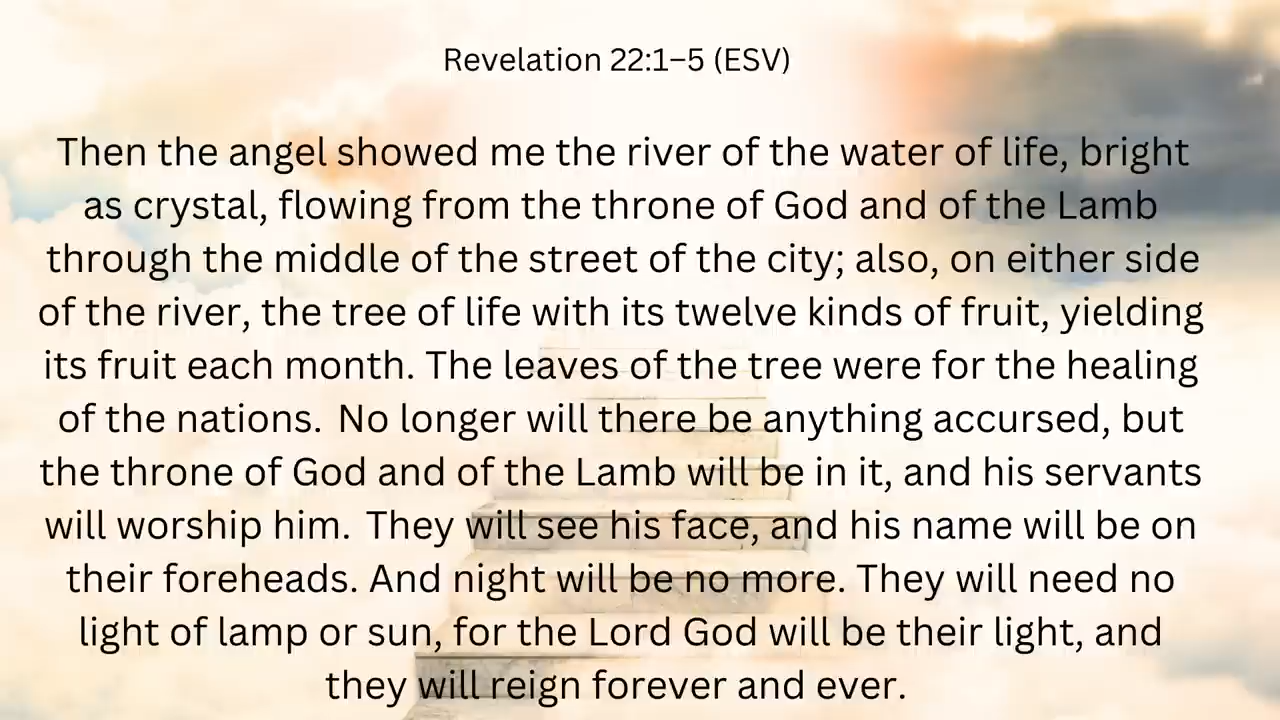 Revelation 22:1–5 (ESV)
Then the angel showed me the river of the water of life, bright
as crystal, flowing from the throne of God and of the Lamb
through the middle of the street of the city; also, on either side
of the river, the tree of life with its twelve kinds of fruit, yielding
its fruit each month. The leaves of the tree were for the healing
of the nations. No longer will there be anything accursed, but
the throne of God and of the Lamb will be in it, and his servants
will worship him. They will see his face, and his name will be on
their foreheads. And night will be no more. They will need no
light of lamp or sun, for the Lord God will be their light, and
they will reign forever and ever.